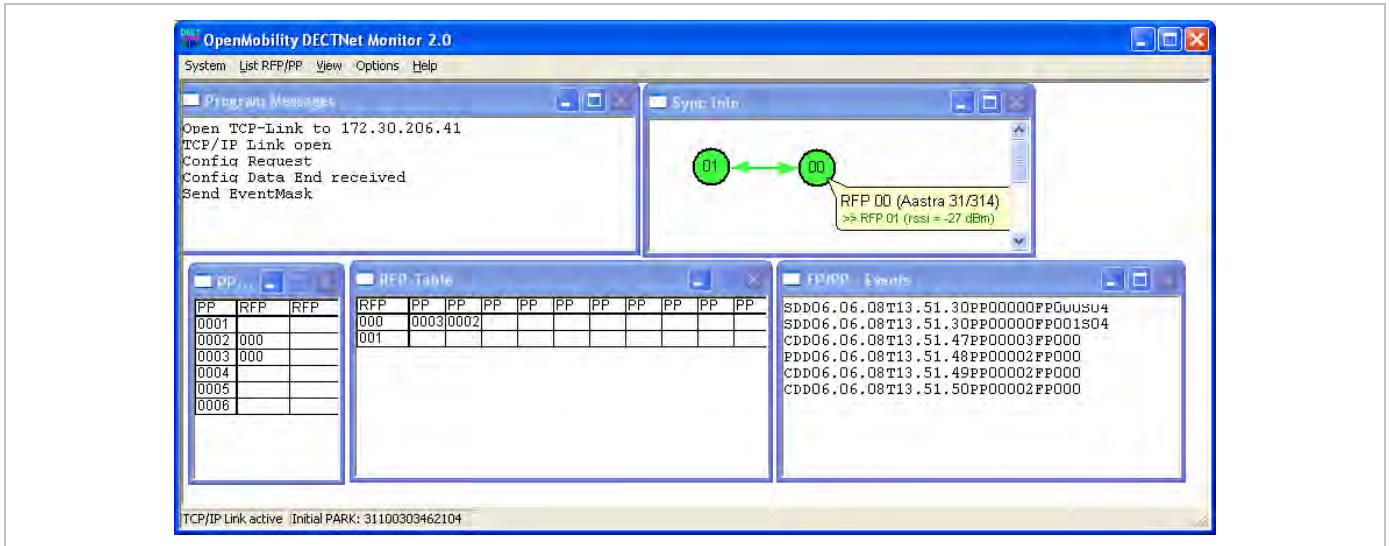 OpenMobility DECTNet Monitor 2.0
System List RFP/PP View Options Help
Program Messages
Open TCP-Link to 172.30.206.41
TCP/IP Link open
Config Request
Config Data End received
Send EventMask
Sync Info
01
00
RFP 00 (Aastra 31/314)
>> RFP 01 (rssi = -27 dBm)
PP...
PP RFP RFP
0001
0002 000
0003 000
0004
0005
0006
RFP-Table
RFP PP PP PP PP PP PP PP PP PP PP
000 0003 0002
001
FP/PP - Events
SDD06.06.08T13.51.30PP00000FP000S04
SDD06.06.08T13.51.30PP00000FP001S04
CDD06.06.08T13.51.47PP00003FP000
PDD06.06.08T13.51.48PP00002FP000
CDD06.06.08T13.51.49PP00002FP000
CDD06.06.08T13.51.50PP00002FP000
TCP/IP Link active Initial PARK: 31100303462104